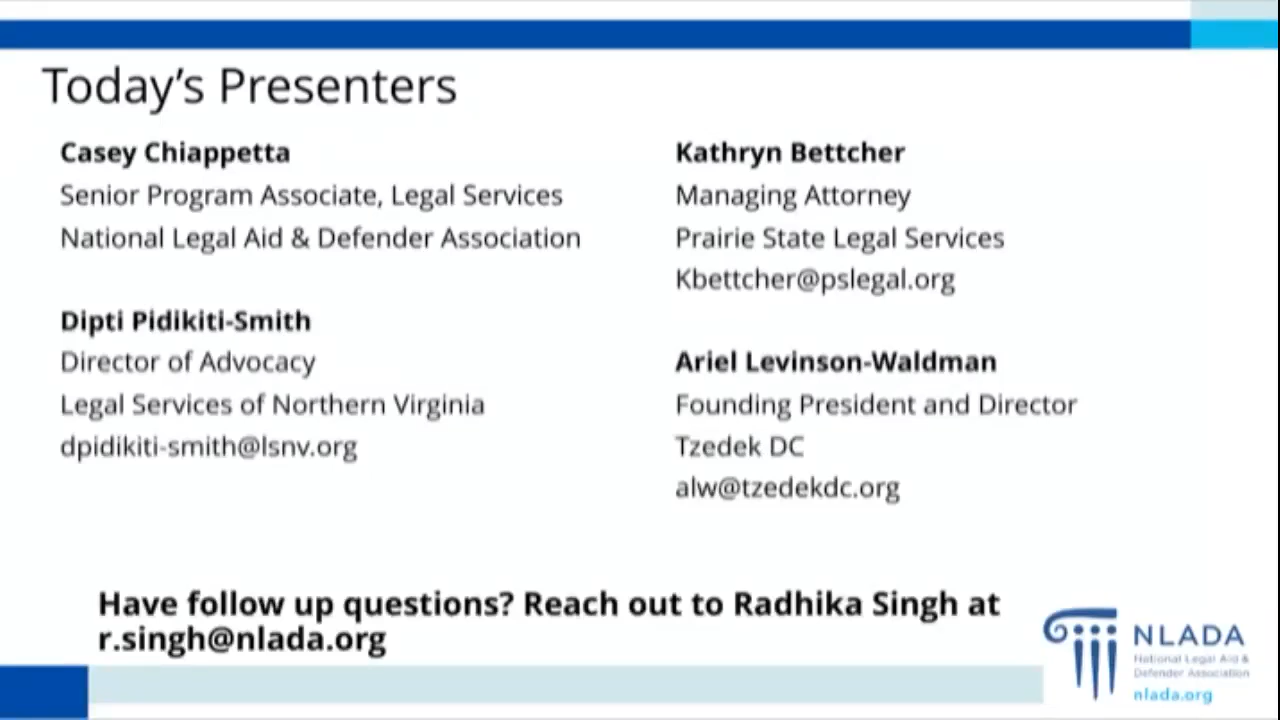 Today's Presenters
Casey Chiappetta
Senior Program Associate, Legal Services
National Legal Aid & Defender Association
Dipti Pidikiti-Smith
Director of Advocacy
Legal Services of Northern Virginia
dpidikiti-smith@lsnv.org
Kathryn Bettcher
Managing Attorney
Prairie State Legal Services
Kbettcher@pslegal.org
Ariel Levinson-Waldman
Founding President and Director
Tzedek DC
alw@tzedekdc.org
Have follow up questions? Reach out to Radhika Singh at
r.singh@nlada.org
NLADA
National Legal Aid &
Defender Association
nlada.org